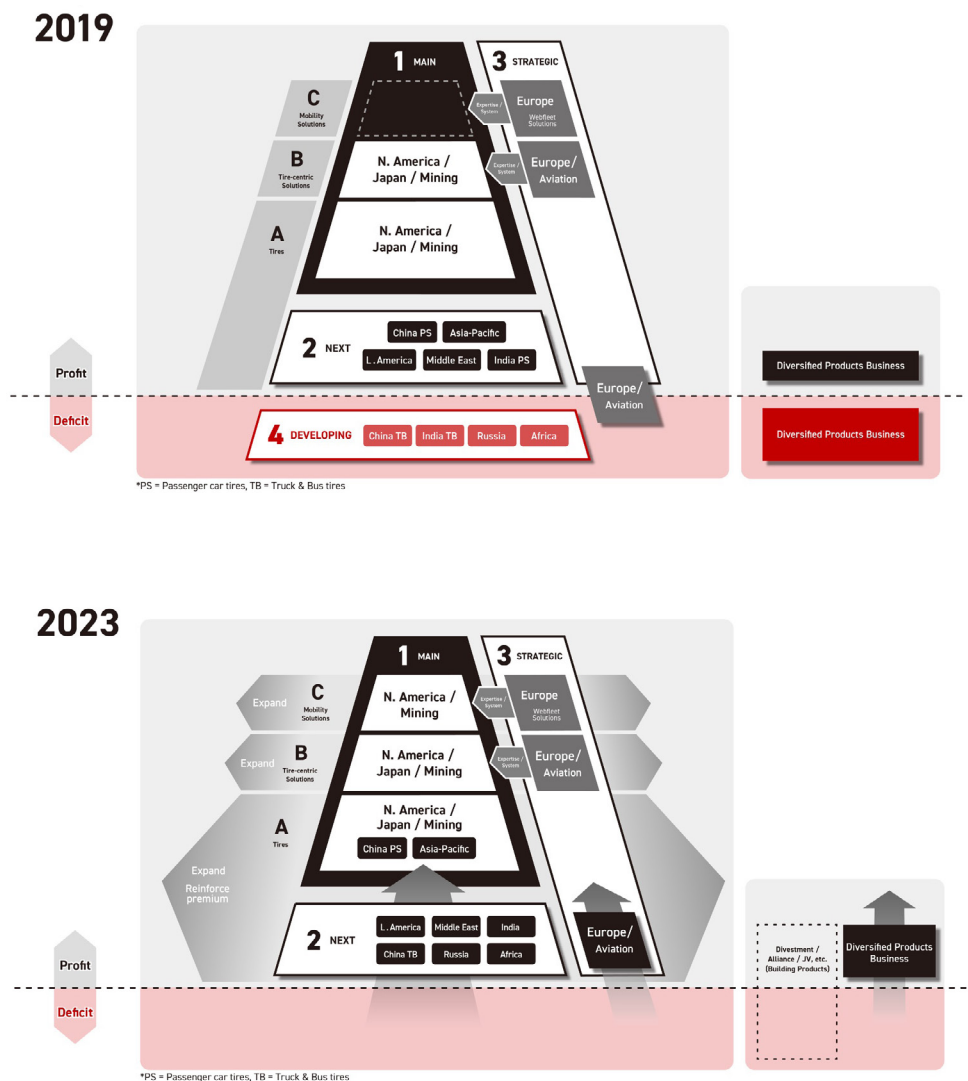 2019
1 MAIN
3 STRATEGIC
C
Mobility
Solutions
Expertise /
System
Europe
Webfleet
Solutions
B
Tire-centric
Solutions
N. America /
Japan / Mining
Expertise /
System
Europe/
Aviation
A
Tires
N. America /
Japan / Mining
2 NEXT
China PS
Asia-Pacific
L. America
Middle East
India PS
Profit
Deficit
Europe/
Aviation
4 DEVELOPING
China TB
India TB
Russia
Africa
Diversified Products Business
Diversified Products Business
*PS = Passenger car tires, TB = Truck & Bus tires
2023
1 MAIN
3 STRATEGIC
Expand
C
Mobility
Solutions
N. America /
Mining
Expertise /
System
Europe
Webfleet
Solutions
Expand
B
Tire-centric
Solutions
N. America /
Japan / Mining
Expertise /
System
Europe/
Aviation
A
Tires
N. America /
Japan / Mining
China PS
Asia-Pacific
Expand
Reinforce
premium
2 NEXT
L. America
Middle East
India
China TB
Russia
Africa
Europe/
Aviation
Profit
Deficit
Divestment /
Alliance / JV, etc.
(Building Products)
Diversified Products
Business
*PS = Passenger car tires, TB = Truck & Bus tires